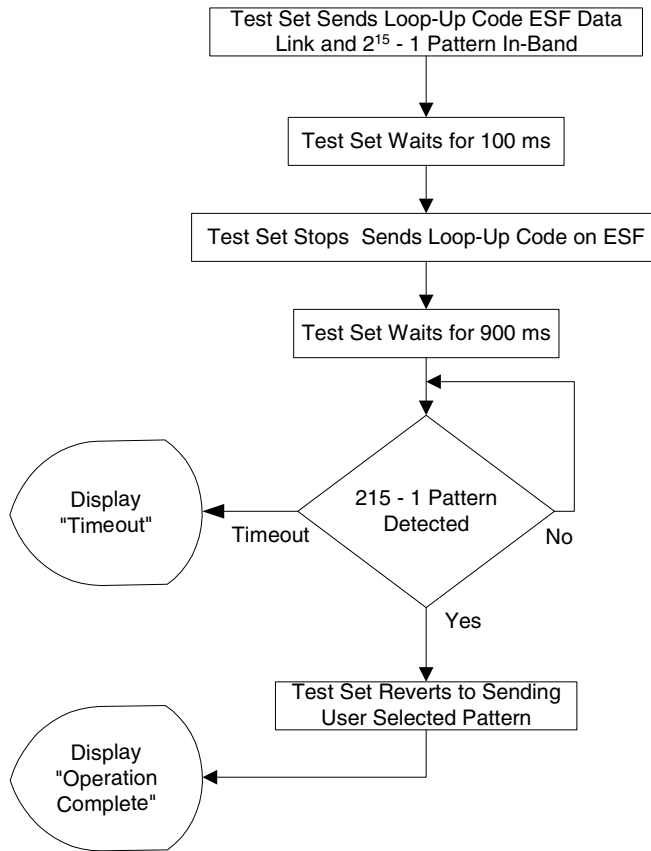 Test Set Sends Loop-Up Code ESF Data
Link and 2¹⁵ - 1 Pattern In-Band
Test Set Waits for 100 ms
Test Set Stops Sends Loop-Up Code on ESF
Test Set Waits for 900 ms
215 - 1 Pattern
Detected
Display
"Timeout"
Timeout
No
Yes
Test Set Reverts to Sending
User Selected Pattern
Display
"Operation
Complete"